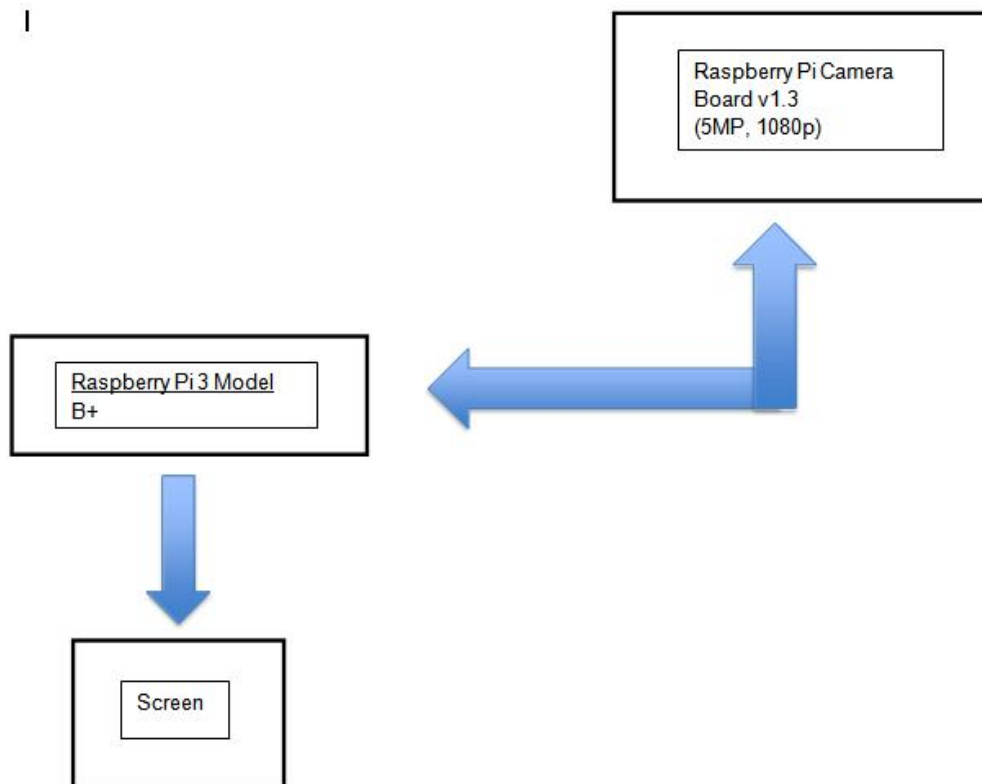 Raspberry Pi Camera
Board v1.3
(5MP, 1080p)
Raspberry Pi 3 Model
B+
Screen